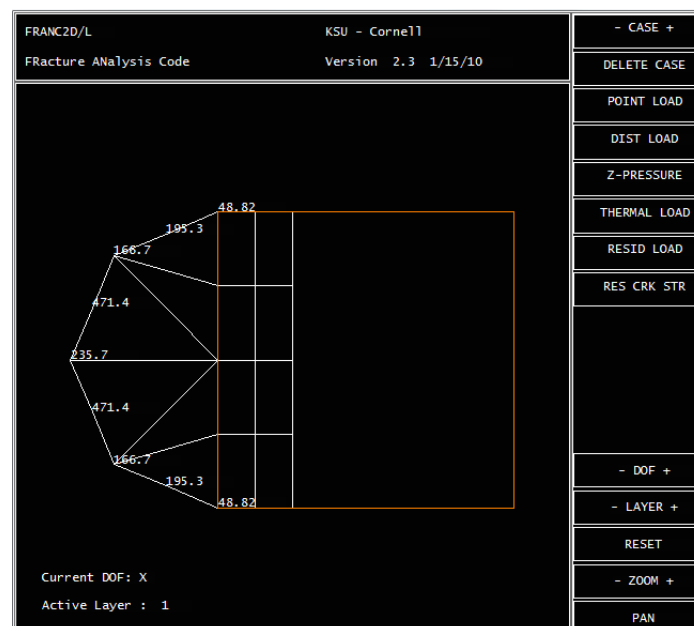 FRANC2D/L KSU - Cornell
FRacture ANalysis Code Version 2.3 1/15/10
- CASE +
DELETE CASE
POINT LOAD
DIST LOAD
Z-PRESSURE
THERMAL LOAD
RESID LOAD
RES CRK STR
48.82
195.3
166.7
471.4
235.7
471.4
166.7
195.3
48.82
- DOF +
- LAYER +
RESET
- ZOOM +
PAN
Current DOF: X
Active Layer : 1